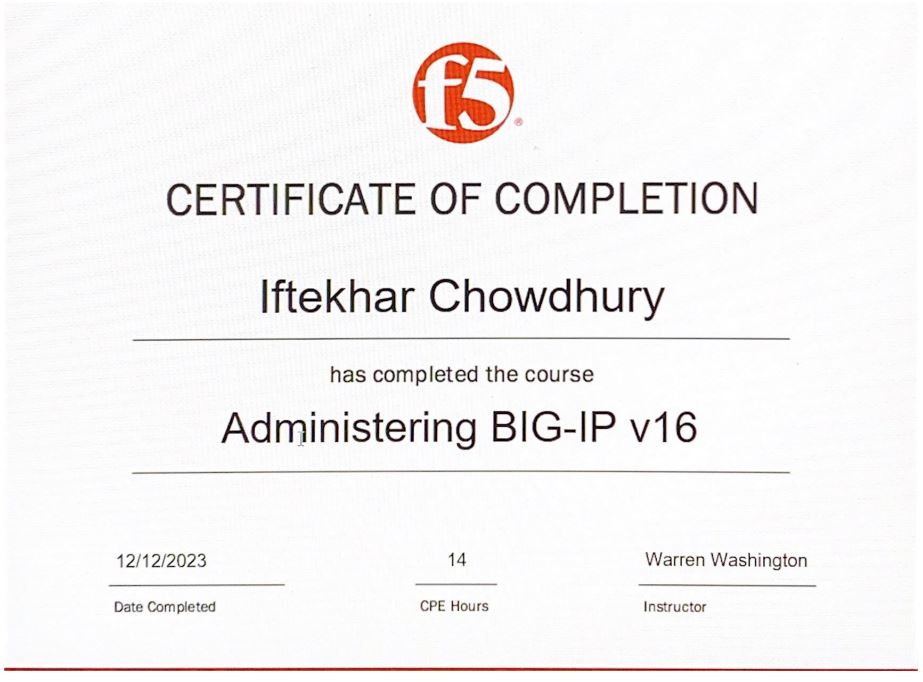 f5®
CERTIFICATE OF COMPLETION
Iftekhar Chowdhury
has completed the course
Administering BIG-IP v16
12/12/2023 14 Warren Washington
Date Completed CPE Hours Instructor